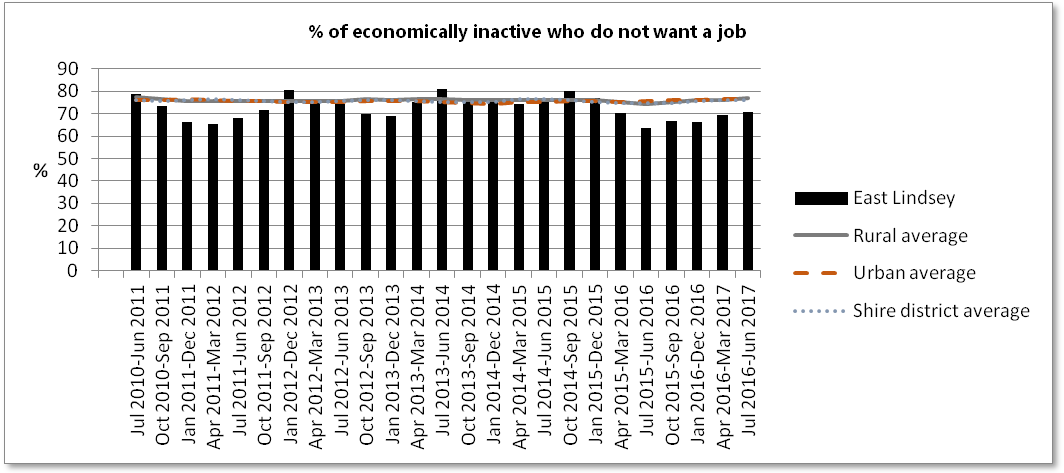 % of economically inactive who do not want a job
90
80
70
60
50
40
30
20
10
0
%
Jul 2010-Jun 2011
Oct 2010-Sep 2011
Jan 2011-Dec 2011
Apr 2011-Mar 2012
Jul 2011-Jun 2012
Oct 2011-Sep 2012
Jan 2012-Dec 2012
Apr 2012-Mar 2013
Jul 2012-Jun 2013
Oct 2012-Sep 2013
Jan 2013-Dec 2013
Apr 2013-Mar 2014
Jul 2013-Jun 2014
Oct 2013-Sep 2014
Jan 2014-Dec 2014
Apr 2014-Mar 2015
Jul 2014-Jun 2015
Oct 2014-Sep 2015
Jan 2015-Dec 2015
Apr 2015-Mar 2016
Jul 2015-Jun 2016
Oct 2015-Sep 2016
Jan 2016-Dec 2016
Apr 2016-Mar 2017
Jul 2016-Jun 2017
East Lindsey
Rural average
Urban average
Shire district average